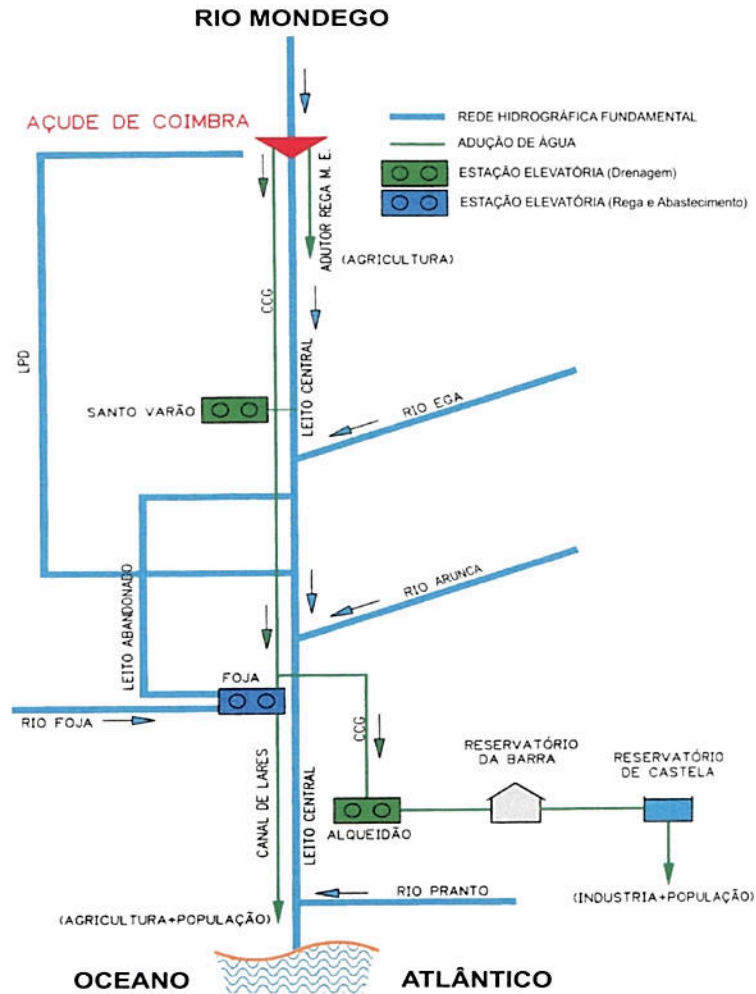 RIO MONDEGO
AÇUDE DE COIMBRA
REDE HIDROGRÁFICA FUNDAMENTAL
ADUÇÃO DE ÁGUA
ESTAÇÃO ELEVATÓRIA (Drenagem)
ESTAÇÃO ELEVATÓRIA (Rega e Abastecimento)
ADUTOR REGA M. E.
(AGRICULTURA)
CCG
LPD
LEITO CENTRAL
SANTO VARÃO
RIO EGA
LEITO ABANDONADO
RIO ARUNCA
FOJA
RIO FOJA
CCG
RESERVATÓRIO
DA BARRA
RESERVATÓRIO
DE CASTELA
CANAL DE LARES
LEITO CENTRAL
ALQUEIDÃO
RIO PRANTO
(INDUSTRIA+POPULAÇÃO)
(AGRICULTURA+POPULAÇÃO)
OCEANO
ATLÂNTICO